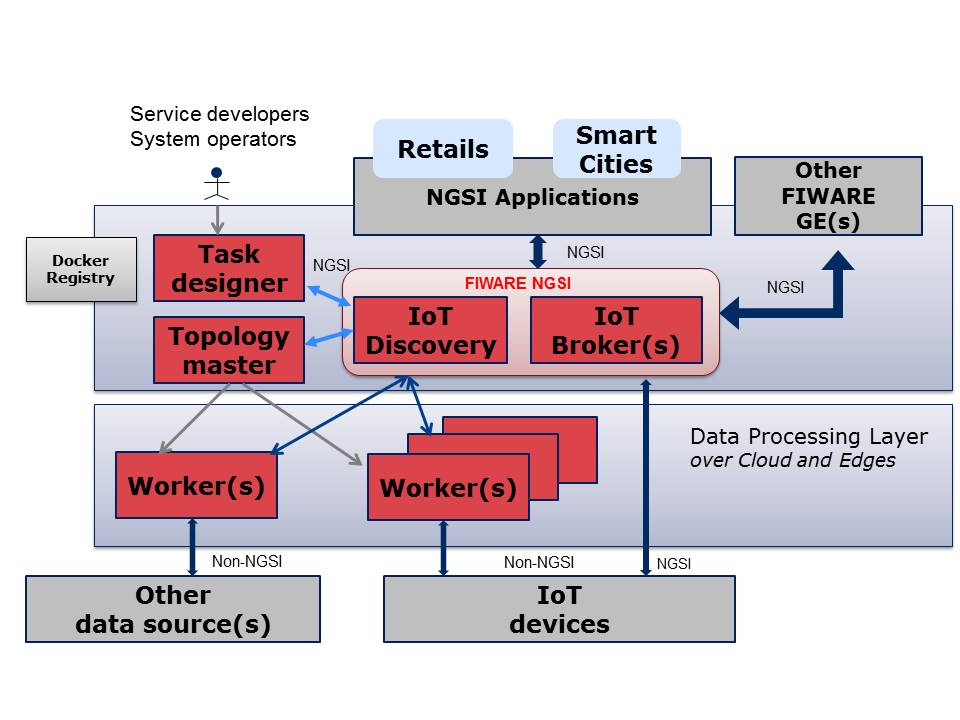 Service developers
System operators
Retails
Smart
Cities
NGSI Applications
Other
FIWARE
GE(s)
Docker
Registry
Task
designer
NGSI
NGSI
FIWARE NGSI
NGSI
IoT
Discovery
IoT
Broker(s)
Topology
master
Data Processing Layer
over Cloud and Edges
Worker(s)
Worker(s)
Non-NGSI
Non-NGSI
NGSI
Other
data source(s)
IoT
devices